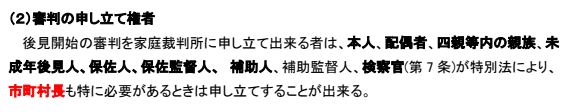 （２）審判の申し立て権者
後見開始の審判を家庭裁判所に申し立て出来る者は、本人、配偶者、四親等内の親族、未
成年後見人、保佐人、保佐監督人、 補助人、補助監督人、検察官(第 7 条)が特別法により、
市町村長も特に必要があるときは申し立てすることが出来る。